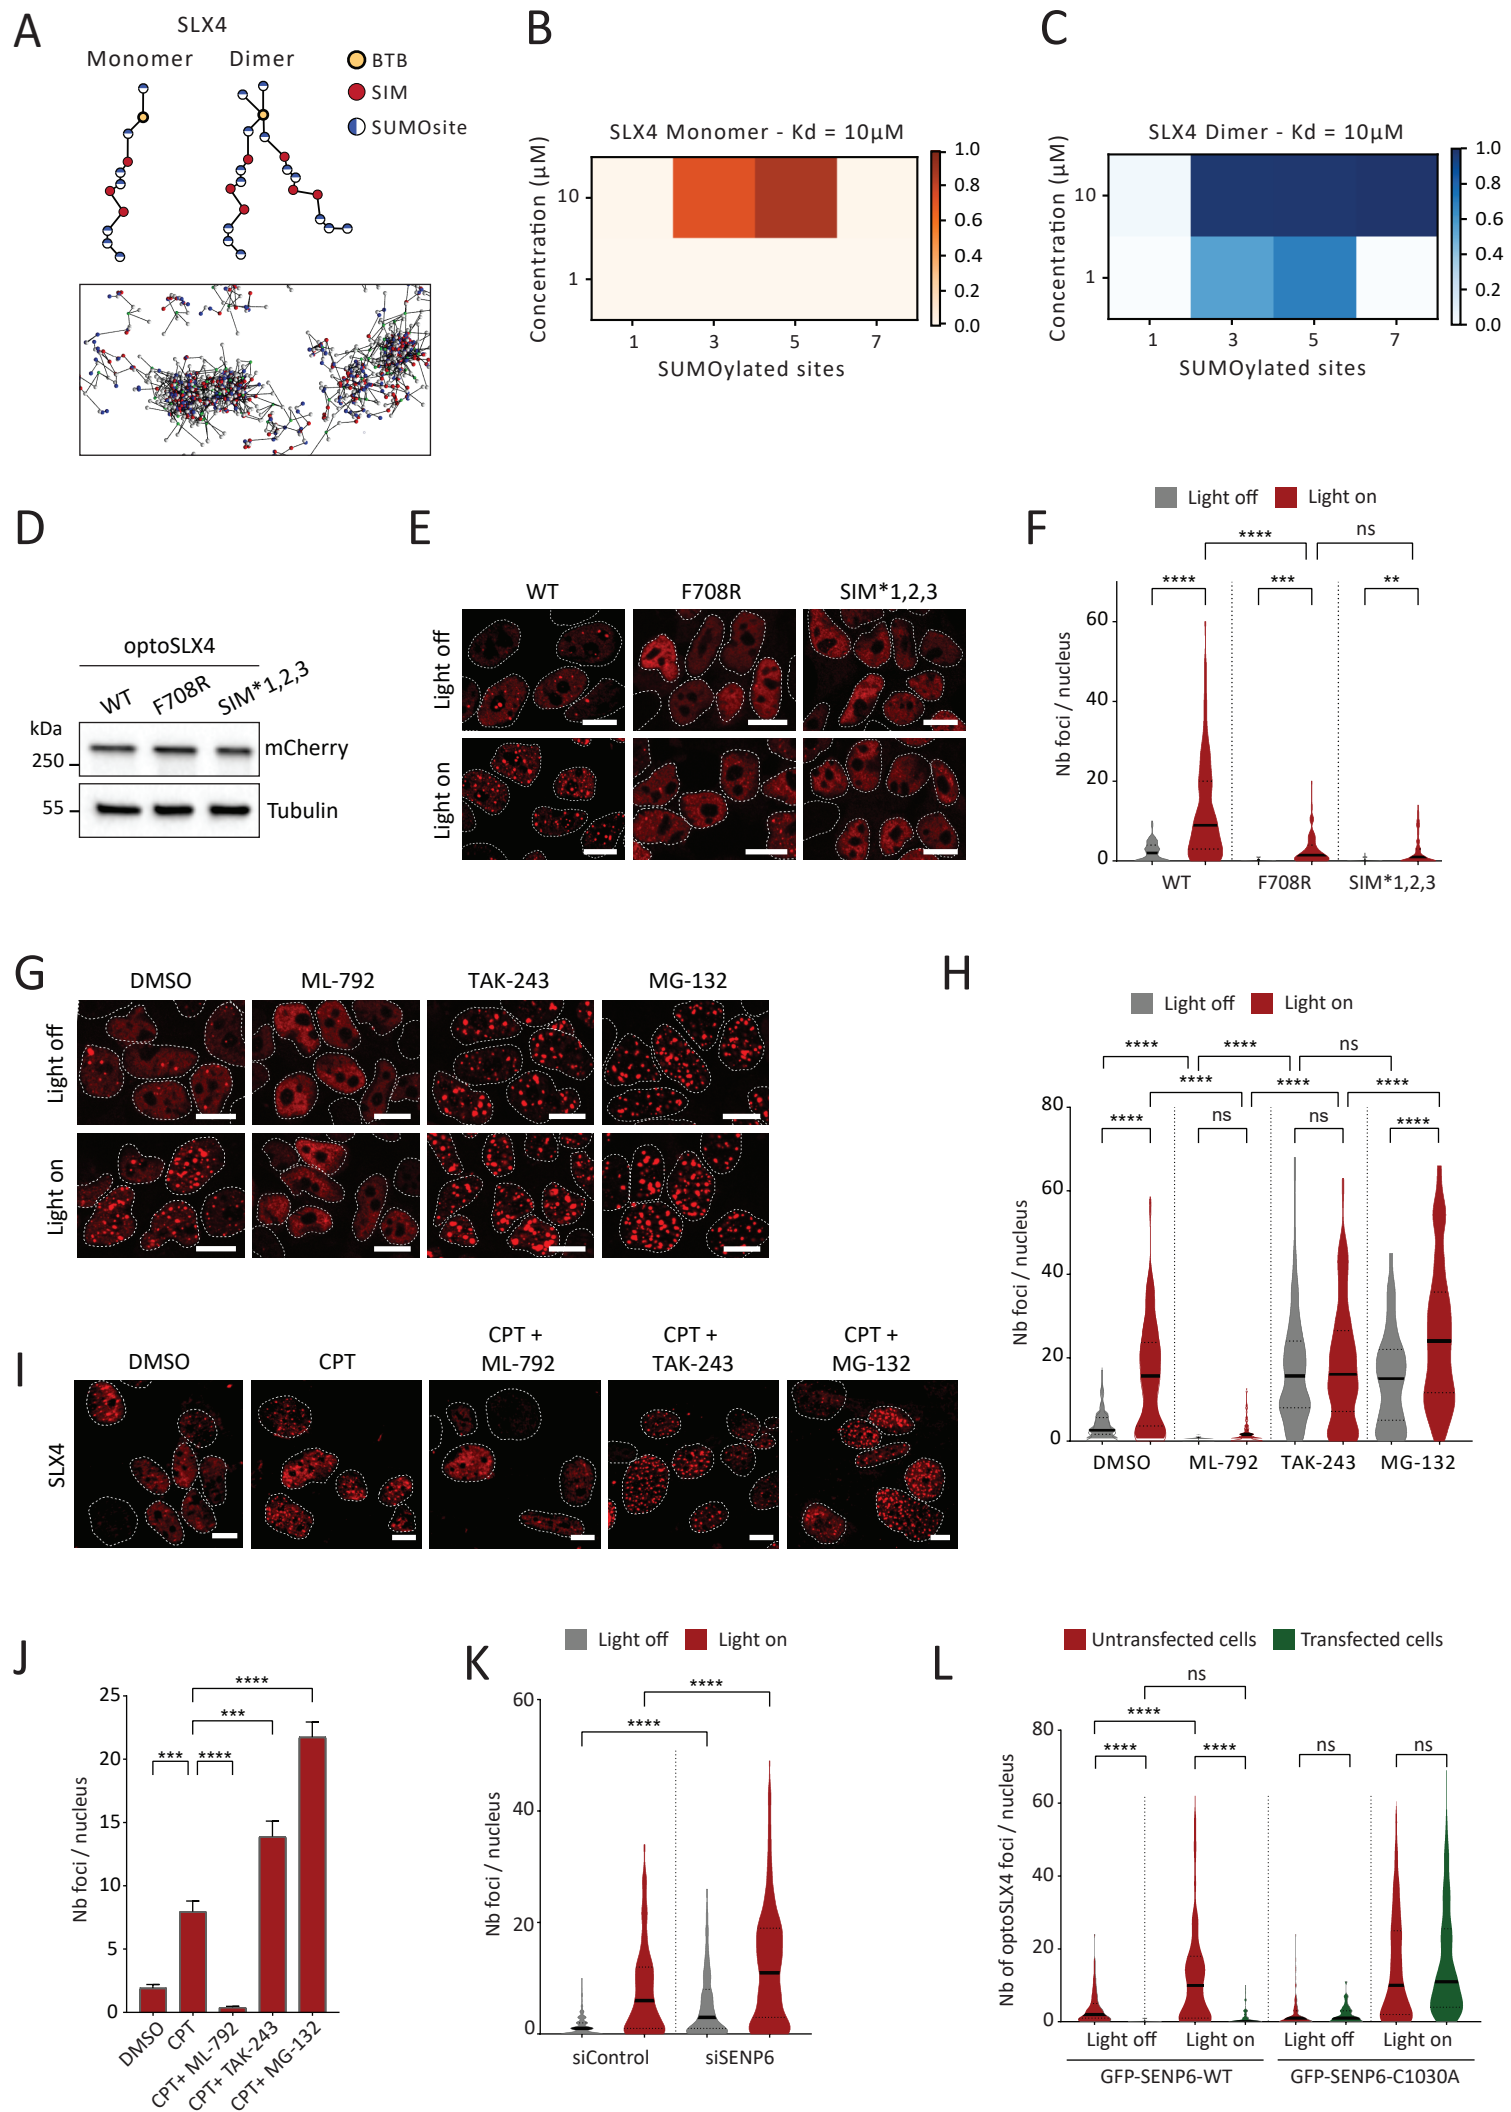 A
SLX4
Monomer
Dimer
BTB
SIM
SUMOsite
B
SLX4 Monomer - Kd = 10µM
Concentration (µM)
10
1
1 3 5 7
SUMOylated sites
1.0
0.8
0.6
0.4
0.2
0.0
C
SLX4 Dimer - Kd = 10µM
Concentration (µM)
10
1
1 3 5 7
SUMOylated sites
1.0
0.8
0.6
0.4
0.2
0.0
D
optoSLX4
WT F708R SIM*1,2,3
kDa
250
mCherry
55
Tubulin
E
WT F708R SIM*1,2,3
Light off
Light on
F
Light off Light on
**** ns
**** *** **
Nb foci / nucleus
60
40
20
0
WT F708R SIM*1,2,3
G
DMSO ML-792 TAK-243 MG-132
Light off
Light on
H
Light off Light on
**** **** ns
**** **** ****
**** ns ns ****
Nb foci / nucleus
80
60
40
20
0
DMSO ML-792 TAK-243 MG-132
I
DMSO
CPT
CPT +
ML-792
CPT +
TAK-243
CPT +
MG-132
SLX4
J
****
***
*** ****
Nb foci / nucleus
25
20
15
10
5
0
DMSO
CPT
CPT+ ML-792
CPT+ TAK-243
CPT+ MG-132
K
Light off Light on
****
****
Nb foci / nucleus
60
40
20
0
siControl siSENP6
L
Untransfected cells Transfected cells
ns
****
**** **** ns ns
Nb of optoSLX4 foci / nucleus
80
60
40
20
0
Light off Light on Light off Light on
GFP-SENP6-WT GFP-SENP6-C1030A